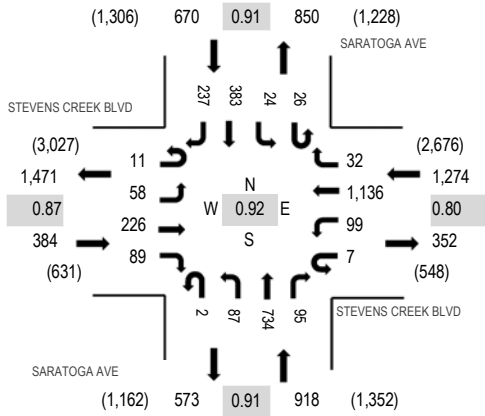 (1,306) 670 0.91 850 (1,228)
SARATOGA AVE
237 383 24 26
STEVENS CREEK BLVD
(3,027) (2,676)
11 32
1,471 1,274
58 N 1,136
0.87 W 0.92 E 0.80
226 99
384 S 352
89 7
(631) (548)
2 87 734 95
STEVENS CREEK BLVD
SARATOGA AVE
(1,162) 573 0.91 918 (1,352)